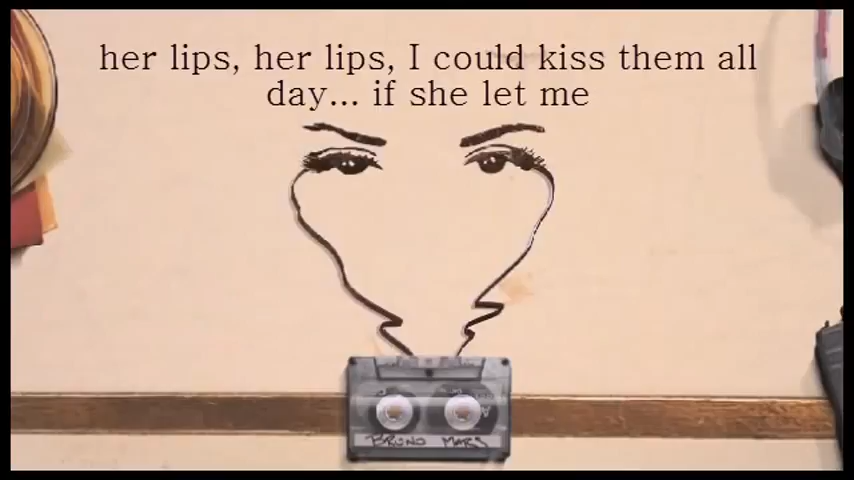 her lips, her lips, I could kiss them all
day... if she let me
BRUNO MARS